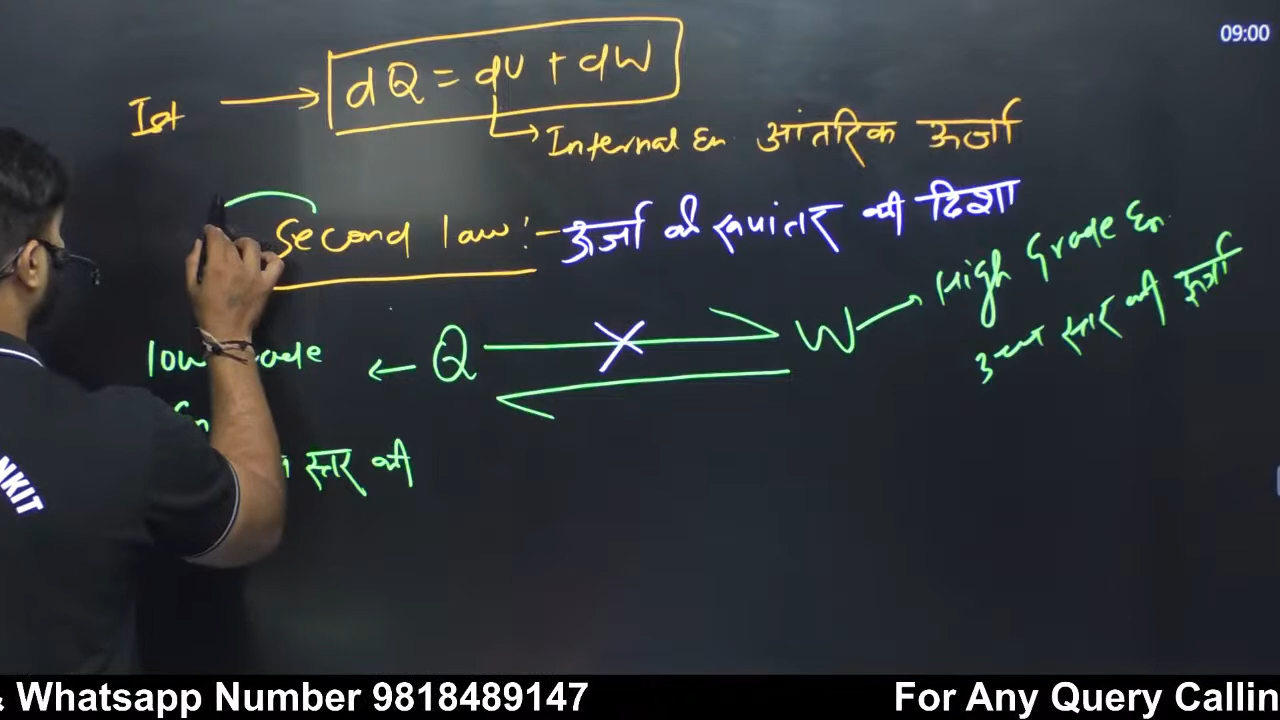 09:00
Ist → dQ = dU + dW
→ Internal En. आंतरिक ऊर्जा
Second law :- ऊर्जा के रूपांतर की दिशा
High Grade En
उच्च स्तर की ऊर्जा
low ← Q W
स्तर की
NKIT
& Whatsapp Number 9818489147 For Any Query Callin